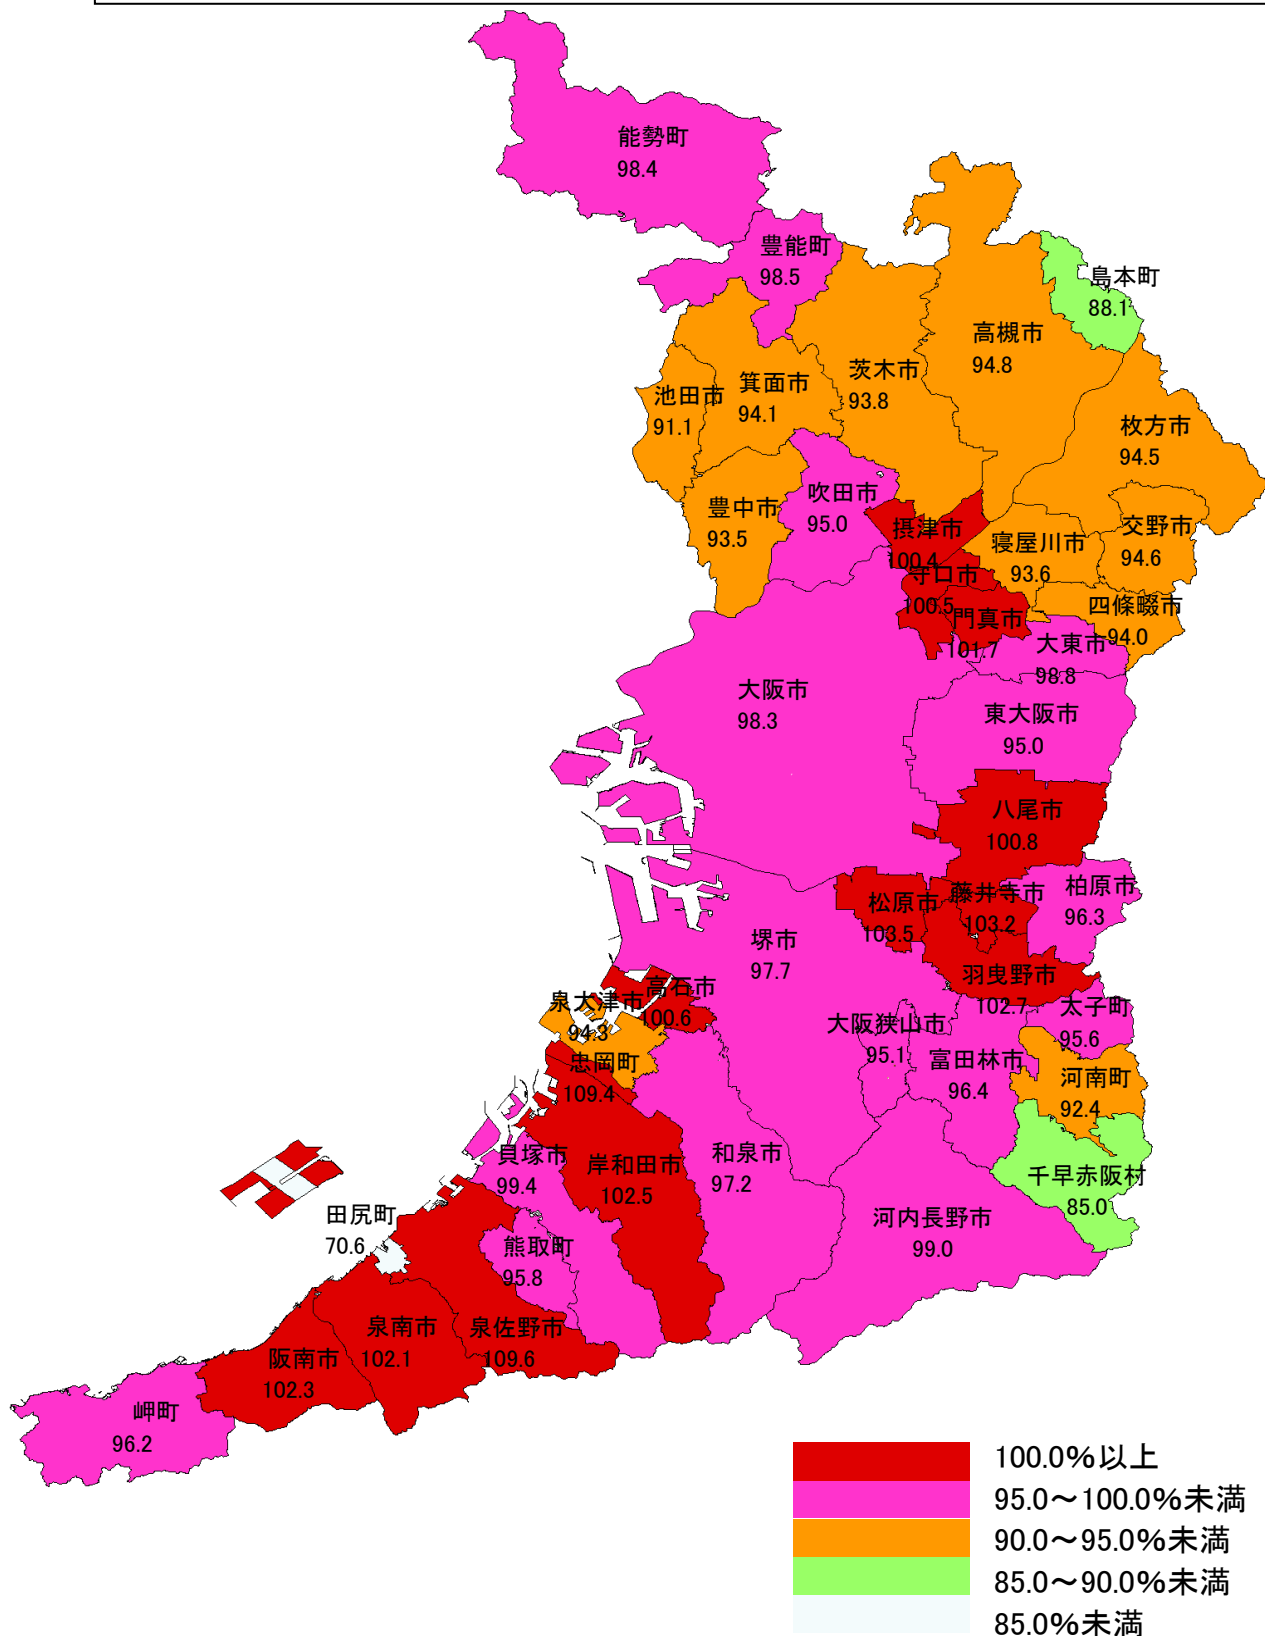 能勢町
98.4
豊能町
98.5
島本町
88.1
高槻市
94.8
茨木市
93.8
箕面市
94.1
池田市
91.1
枚方市
94.5
吹田市
95.0
豊中市
93.5
摂津市
100.4
交野市
94.6
寝屋川市
93.6
守口市
100.5
門真市
101.7
四條畷市
94.0
大東市
98.8
大阪市
98.3
東大阪市
95.0
八尾市
100.8
柏原市
96.3
藤井寺市
103.2
松原市
103.5
堺市
97.7
羽曳野市
102.7
高石市
100.6
泉大津市
94.3
太子町
95.6
大阪狭山市
95.1
富田林市
96.4
忠岡町
109.4
河南町
92.4
和泉市
97.2
貝塚市
99.4
岸和田市
102.5
千早赤阪村
85.0
田尻町
70.6
河内長野市
99.0
熊取町
95.8
泉南市
102.1
泉佐野市
109.6
阪南市
102.3
岬町
96.2
100.0%以上
95.0～100.0%未満
90.0～95.0%未満
85.0～90.0%未満
85.0%未満